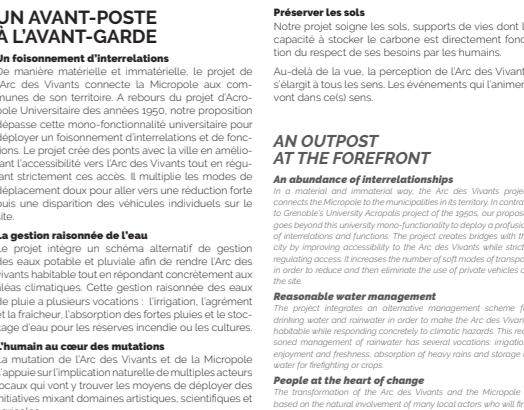 UN AVANT-POSTE
À L'AVANT-GARDE
Un foisonnement d'interrelations
De manière matérielle et immatérielle, le projet de
l'Arc des Vivants connecte la Micropole aux com-
munes de son territoire. A rebours du projet d'Acro-
pole Universitaire des années 1950, notre proposition
dépasse cette mono-fonctionnalité universitaire pour
déployer un foisonnement d'interrelations et de fonc-
tions. Le projet crée des ponts avec la ville en amélio-
rant l'accessibilité vers l'Arc des Vivants tout en régu-
lant strictement ces accès. Il multiplie les modes de
déplacement doux pour aller vers une réduction forte
puis une disparition des véhicules individuels sur le
site.
La gestion raisonnée de l'eau
Le projet intègre un schéma alternatif de gestion
des eaux potable et pluviale afin de rendre l'Arc des
Vivants habitable tout en répondant concrètement aux
aléas climatiques. Cette gestion raisonnée des eaux
de pluie a plusieurs vocations : l'irrigation, l'agrément
et la fraîcheur, l'absorption des fortes pluies et le stoc-
kage d'eau pour les réserves incendie ou les cultures.
L'humain au cœur des mutations
La mutation de l'Arc des Vivants et de la Micropole
s'appuie sur l'implication naturelle de multiples acteurs
locaux qui vont y trouver les moyens de déployer des
initiatives mixant domaines artistiques, scientifiques et
Préserver les sols
Notre projet soigne les sols, supports de vies dont l
capacité à stocker le carbone est directement fonc
tion du respect de ses besoins par les humains.
Au-delà de la vue, la perception de l'Arc des Vivant
s'élargit à tous les sens. Les événements qui l'animer
vont dans ce(s) sens.
AN OUTPOST
AT THE FOREFRONT
An abundance of interrelationships
In a material and immaterial way, the Arc des Vivants projec
connects the Micropole to the municipalities in its territory. In contras
to Grenoble's University Acropolis project of the 1950s, our propos
goes beyond this university mono-functionality to deploy a profusio
of interrelations and functions. The project creates bridges with th
city by improving accessibility to the Arc des Vivants while strict
regulating access. It increases the number of soft modes of transpo
in order to reduce and then eliminate the use of private vehicles o
the site.
Reasonable water management
The project integrates an alternative management scheme f
drinking water and rainwater in order to make the Arc des Vivan
habitable while responding concretely to climatic hazards. This rea
soned management of rainwater has several vocations: irrigation
enjoyment and freshness, absorption of heavy rains and storage o
water for firefighting or crops.
People at the heart of change
The transformation of the Arc des Vivants and the Micropole
based on the natural involvement of many local actors who will fin